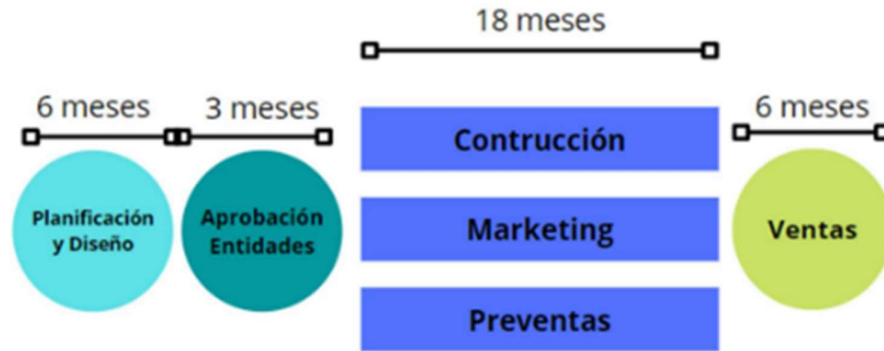 18 meses
6 meses
3 meses
6 meses
Planificación
y Diseño
Aprobación
Entidades
Contrucción
Marketing
Preventas
Ventas